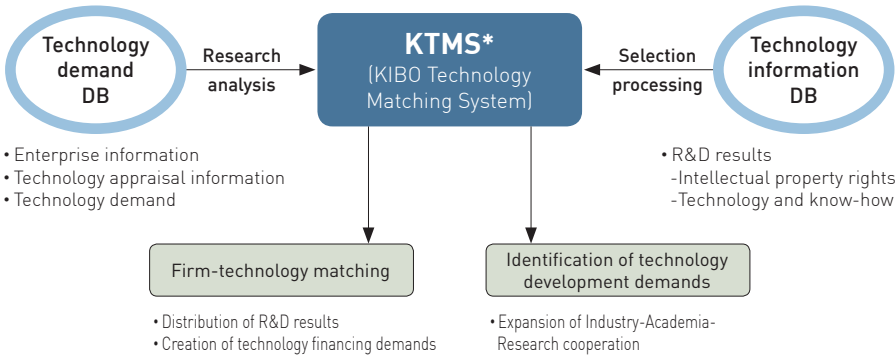 Technology
demand
DB
Research
analysis
KTMS*
(KIBO Technology
Matching System)
Selection
processing
Technology
information
DB
• Enterprise information
• Technology appraisal information
• Technology demand
• R&D results
-Intellectual property rights
-Technology and know-how
Firm-technology matching
Identification of technology
development demands
• Distribution of R&D results
• Creation of technology financing demands
• Expansion of Industry-Academia-
Research cooperation